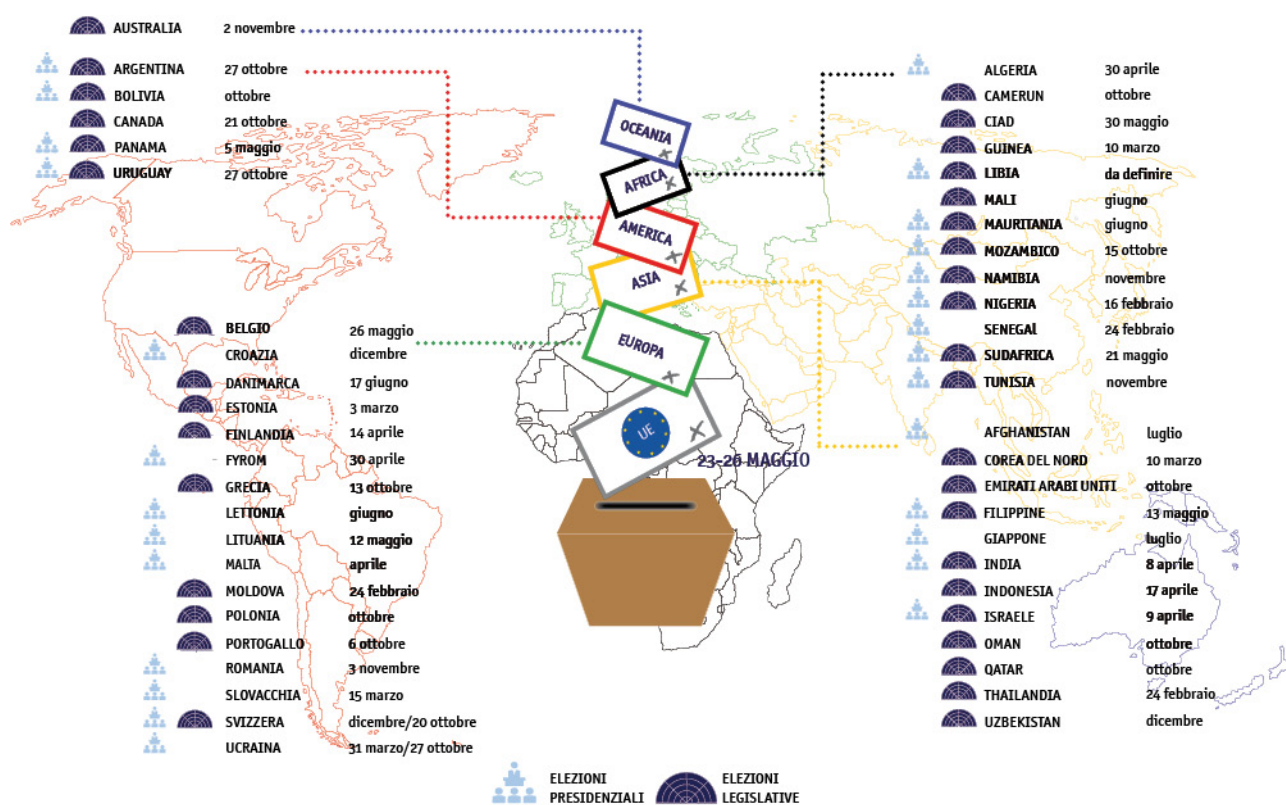 AUSTRALIA 2 novembre
ARGENTINA 27 ottobre
BOLIVIA ottobre
CANADA 21 ottobre
PANAMA 5 maggio
URUGUAY 27 ottobre
BELGIO 26 maggio
CROAZIA dicembre
DANIMARCA 17 giugno
ESTONIA 3 marzo
FINLANDIA 14 aprile
FYROM 30 aprile
GRECIA 13 ottobre
LETTONIA giugno
LITUANIA 12 maggio
MALTA aprile
MOLDOVA 24 febbraio
POLONIA ottobre
PORTOGALLO 6 ottobre
ROMANIA 3 novembre
SLOVACCHIA 15 marzo
SVIZZERA dicembre/20 ottobre
UCRAINA 31 marzo/27 ottobre
OCEANIA
AFRICA
AMERICA
ASIA
EUROPA
UE
23-26 MAGGIO
ALGERIA 30 aprile
CAMERUN ottobre
CIAD 30 maggio
GUINEA 10 marzo
LIBIA da definire
MALI giugno
MAURITANIA giugno
MOZAMBICO 15 ottobre
NAMIBIA novembre
NIGERIA 16 febbraio
SENEGAl 24 febbraio
SUDAFRICA 21 maggio
TUNISIA novembre
AFGHANISTAN luglio
COREA DEL NORD 10 marzo
EMIRATI ARABI UNITI ottobre
FILIPPINE 13 maggio
GIAPPONE luglio
INDIA 8 aprile
INDONESIA 17 aprile
ISRAELE 9 aprile
OMAN ottobre
QATAR ottobre
THAILANDIA 24 febbraio
UZBEKISTAN dicembre
ELEZIONI
PRESIDENZIALI
ELEZIONI
LEGISLATIVE